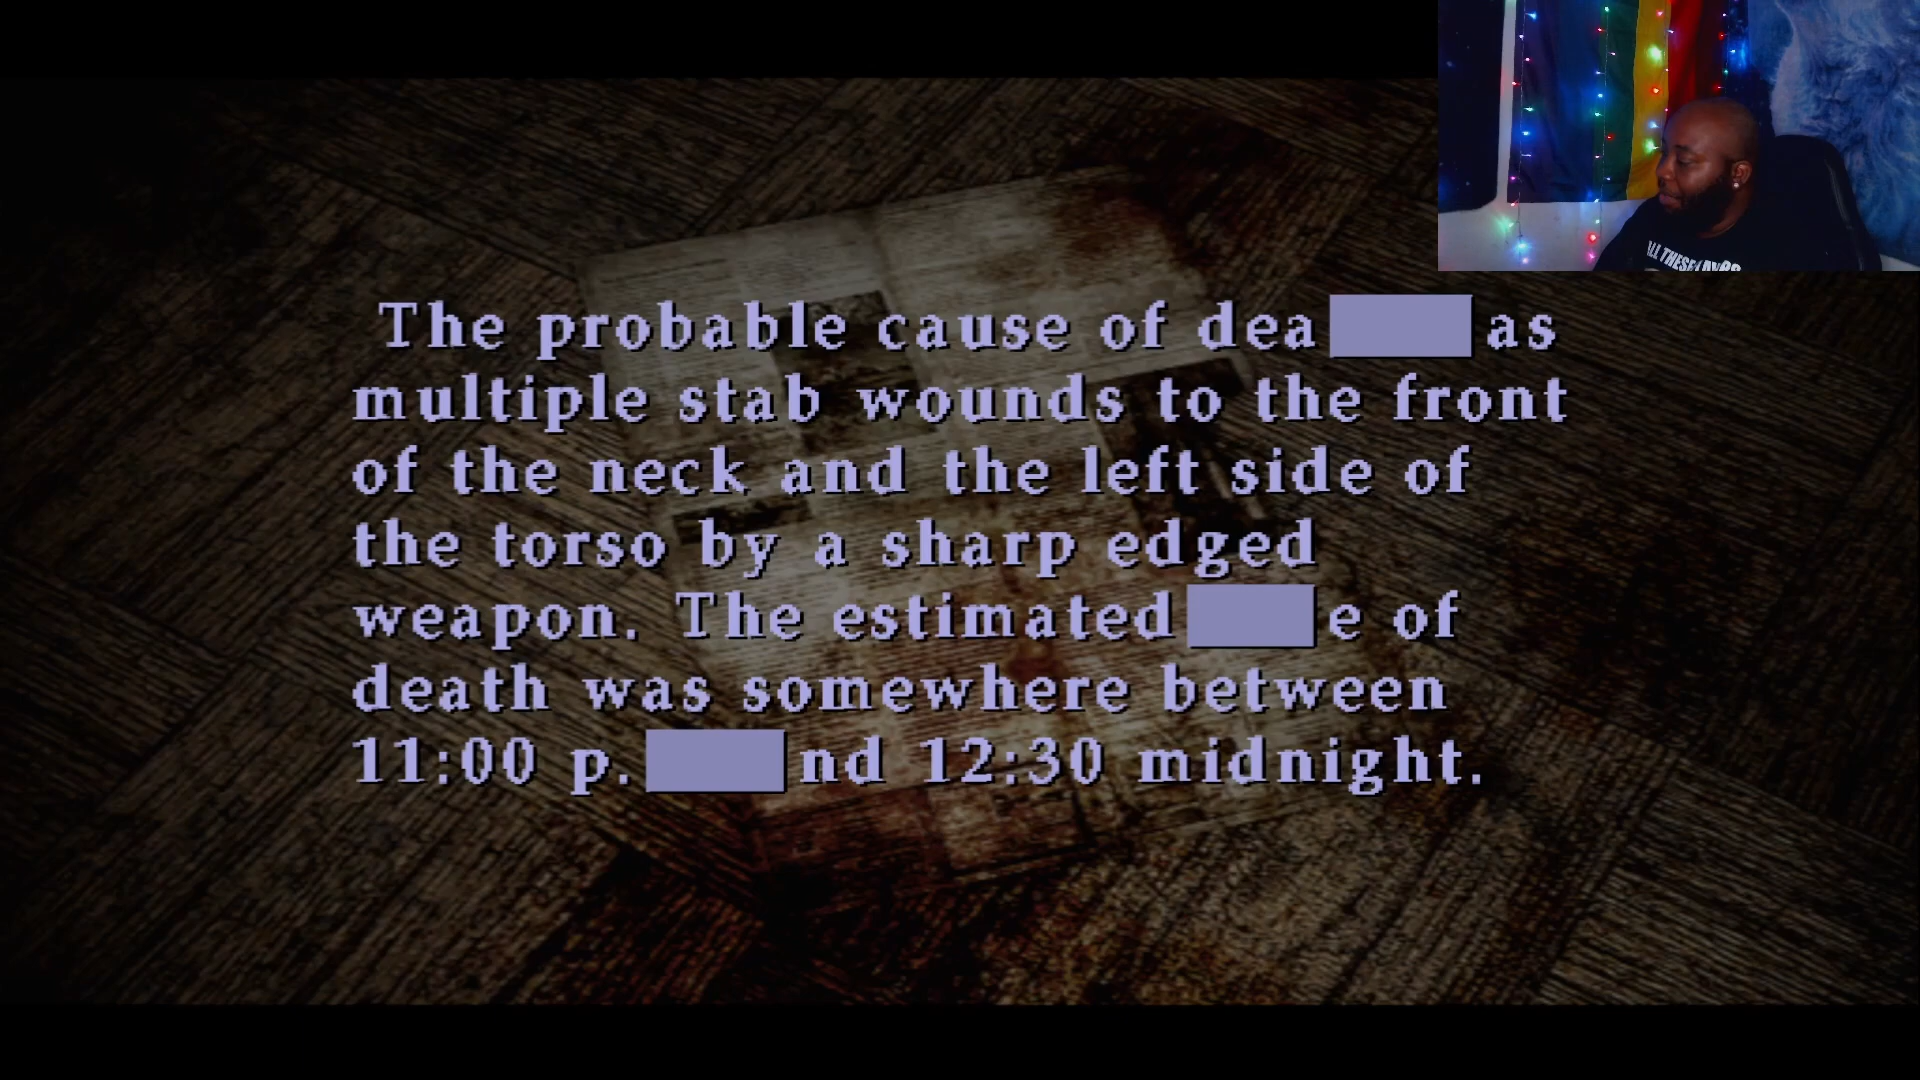 The probable cause of dea as
multiple stab wounds to the front
of the neck and the left side of
the torso by a sharp edged
weapon. The estimated e of
death was somewhere between
11:00 p. nd 12:30 midnight.
ALL THESE